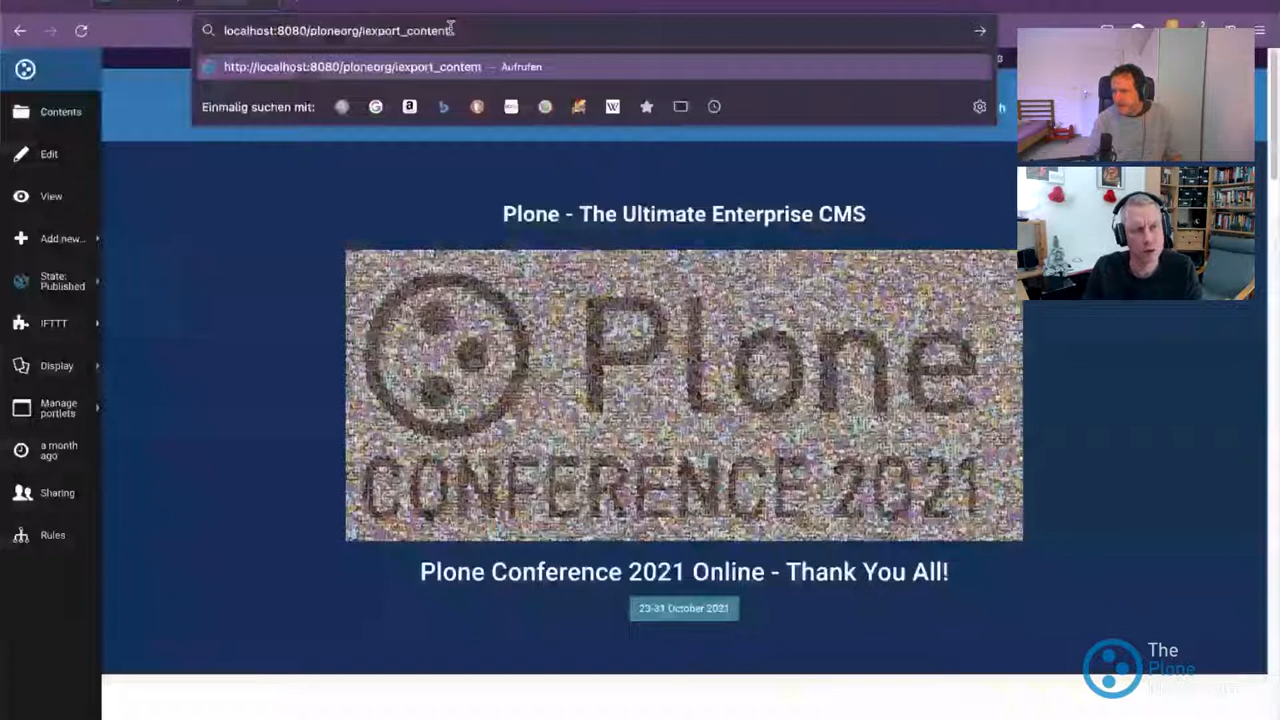 localhost:8080/ploneorg/iexport_content
http://localhost:8080/ploneorg/iexport_content — Aufrufen
Einmalig suchen mit:
Contents
Edit
View
Add new...
State:
Published
IFTTT
Display
Manage
portlets
a month
ago
Sharing
Rules
Plone - The Ultimate Enterprise CMS
Plone
CONFERENCE 2021
Plone Conference 2021 Online - Thank You All!
23-31 October 2021
The
Plone